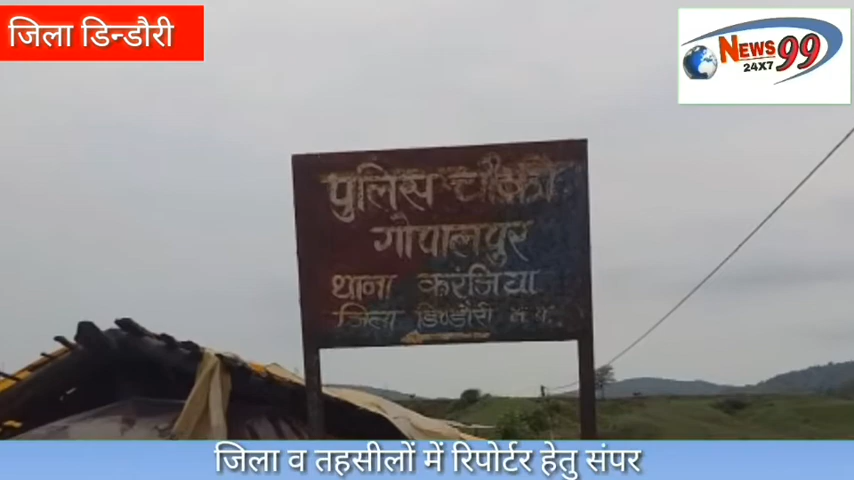 जिला डिन्डौरी
NEWS 99
24X7
पुलिस चौकी
गोपालपुर
थाना करंजिया
जिला डिण्डौरी म.प्र.
जिला व तहसीलों में रिपोर्टर हेतु संपर